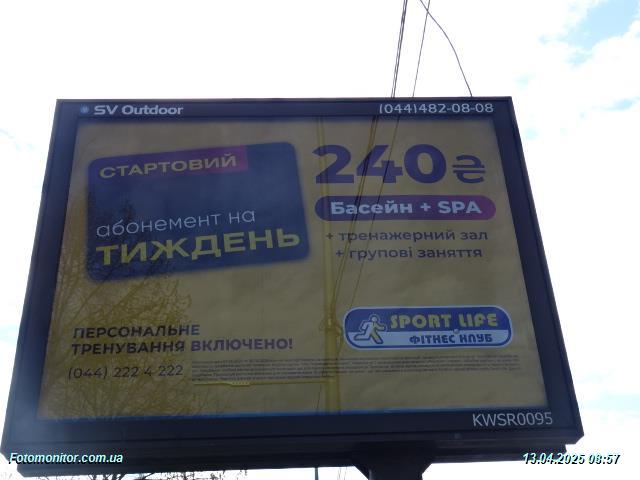 SV Outdoor
(044)482-08-08
СТАРТОВИЙ
абонемент на
ТИЖДЕНЬ
240₴
Басейн + SPA
+ тренажерний зал
+ групові заняття
SPORT LIFE
ФІТНЕС КЛУБ
ПЕРСОНАЛЬНЕ
ТРЕНУВАННЯ ВКЛЮЧЕНО!
(044) 222 4 222
KWSR0095
Fotomonitor.com.ua
13.04.2025 08:57